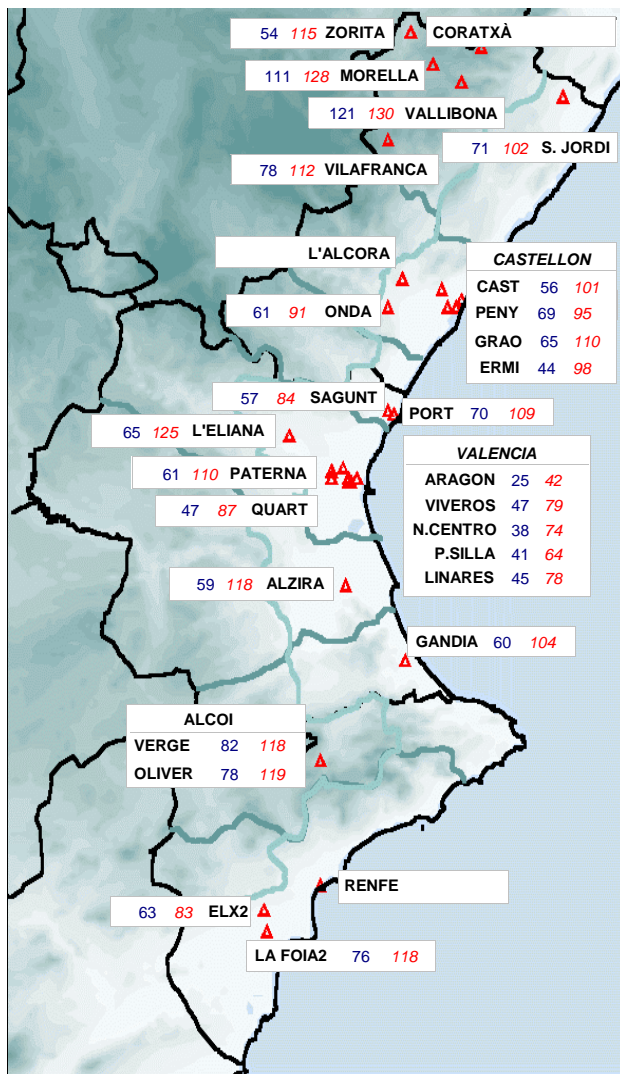 54 115 ZORITA
CORATXÀ
111 128 MORELLA
121 130 VALLIBONA
71 102 S. JORDI
78 112 VILAFRANCA
L'ALCORA
CASTELLON
CAST 56 101
PENY 69 95
GRAO 65 110
ERMI 44 98
61 91 ONDA
57 84 SAGUNT
PORT 70 109
65 125 L'ELIANA
61 110 PATERNA
47 87 QUART
VALENCIA
ARAGON 25 42
VIVEROS 47 79
N.CENTRO 38 74
P.SILLA 41 64
LINARES 45 78
59 118 ALZIRA
GANDIA 60 104
ALCOI
VERGE 82 118
OLIVER 78 119
RENFE
63 83 ELX2
LA FOIA2 76 118